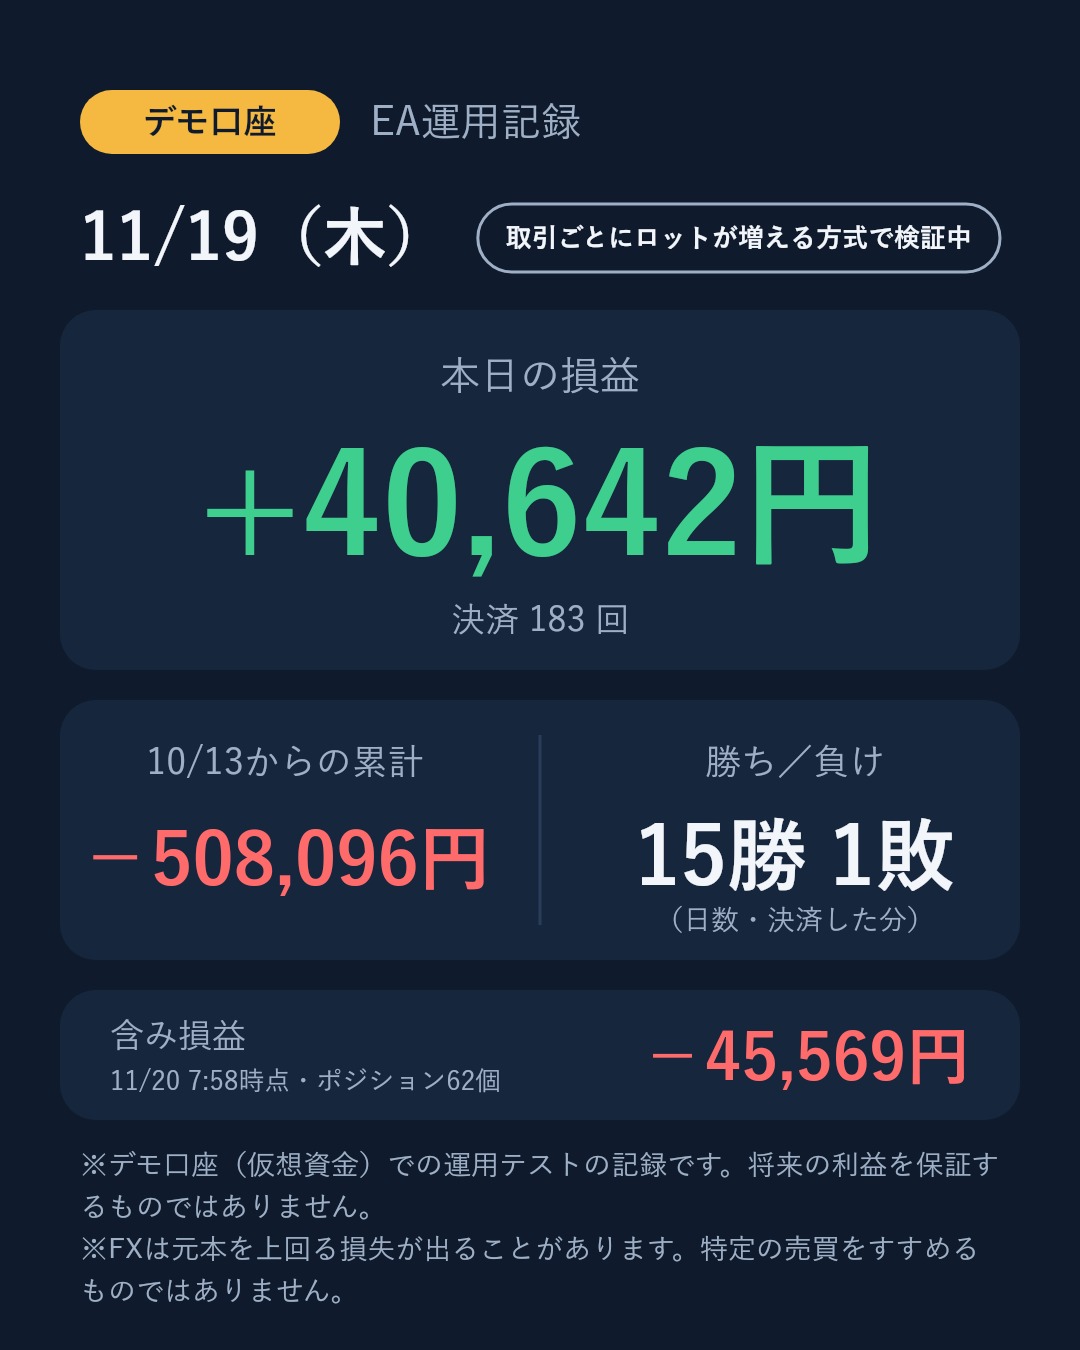 デモ口座
EA運用記録
11/19（木）
取引ごとにロットが増える方式で検証中
本日の損益
+40,642円
決済 183 回
10/13からの累計
−508,096円
勝ち／負け
15勝 1敗
（日数・決済した分）
含み損益
11/20 7:58時点・ポジション62個
−45,569円
※デモ口座（仮想資金）での運用テストの記録です。将来の利益を保証す
るものではありません。
※FXは元本を上回る損失が出ることがあります。特定の売買をすすめる
ものではありません。